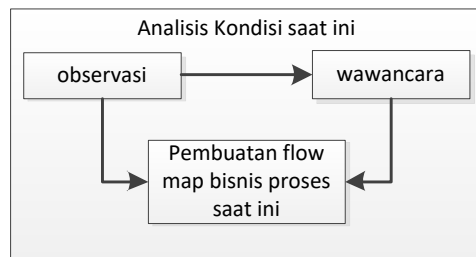 Analisis Kondisi saat ini
observasi
wawancara
Pembuatan flow
map bisnis proses
saat ini